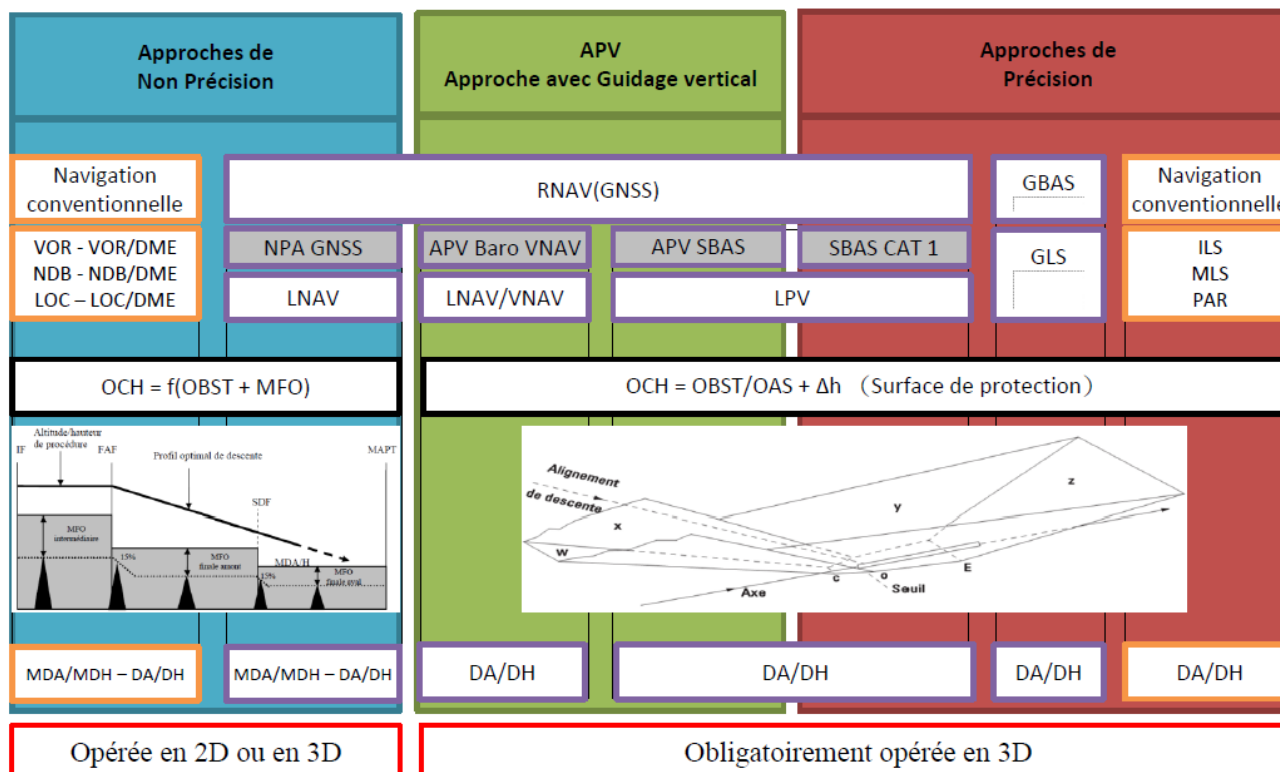 Approches de
Non Précision
APV
Approche avec Guidage vertical
Approches de
Précision
Navigation
conventionnelle
RNAV(GNSS)
GBAS
Navigation
conventionnelle
VOR - VOR/DME
NDB - NDB/DME
LOC – LOC/DME
NPA GNSS
LNAV
APV Baro VNAV
LNAV/VNAV
APV SBAS
SBAS CAT 1
LPV
GLS
ILS
MLS
PAR
OCH = f(OBST + MFO)
OCH = OBST/OAS + Δh （Surface de protection）
Altitude/hauteur
de procédure
IF
FAF
MAPT
Profil optimal de descente
SDF
MFO
intermédiaire
15%
MFO
finale amont
MDA/H
15%
MFO
finale aval
Alignement
de descente
x
y
z
w
c
o
E
Seuil
Axe
MDA/MDH – DA/DH
MDA/MDH – DA/DH
DA/DH
DA/DH
DA/DH
DA/DH
Opérée en 2D ou en 3D
Obligatoirement opérée en 3D